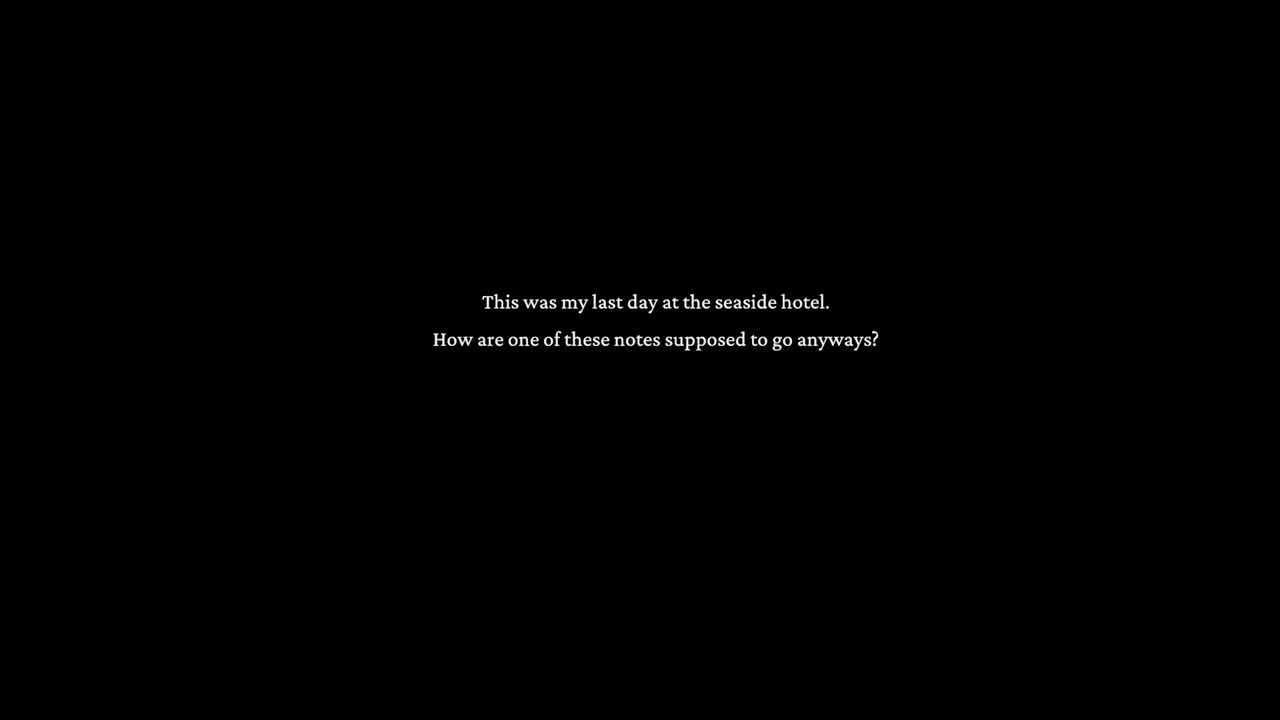 This was my last day at the seaside hotel.
How are one of these notes supposed to go anyways?